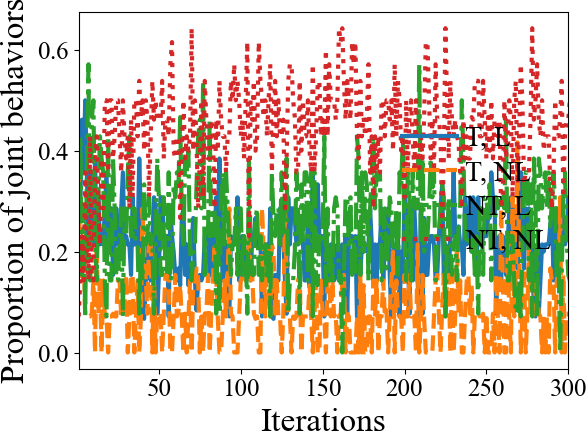 Proportion of joint behaviors
0.6
0.4
0.2
0.0
T, L
T, NL
NT, L
NT, NL
50
100
150
200
250
300
Iterations